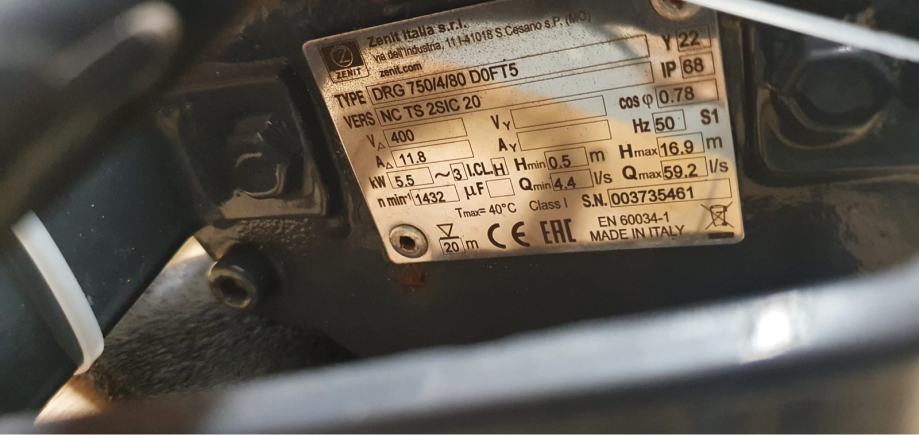 Zenit Italia s.r.l.
via dell'Industria, 11 I-41018 S.Cesario s.P. (MO)
ZENIT zenit.com Y 22
TYPE DRG 750/4/80 D0FT5 IP 68
VERS NC TS 2SIC 20 cos φ 0.78
V△ 400 VY Hz 50 S1
A△ 11.8 AY
kW 5.5 ~ 3 I.CL. H Hmin 0.5 m Hmax 16.9 m
n min⁻¹ 1432 µF Qmin 4.4 l/s Qmax 59.2 l/s
Tmax= 40°C Class I S.N. 003735461
20 m CE EAC EN 60034-1
MADE IN ITALY